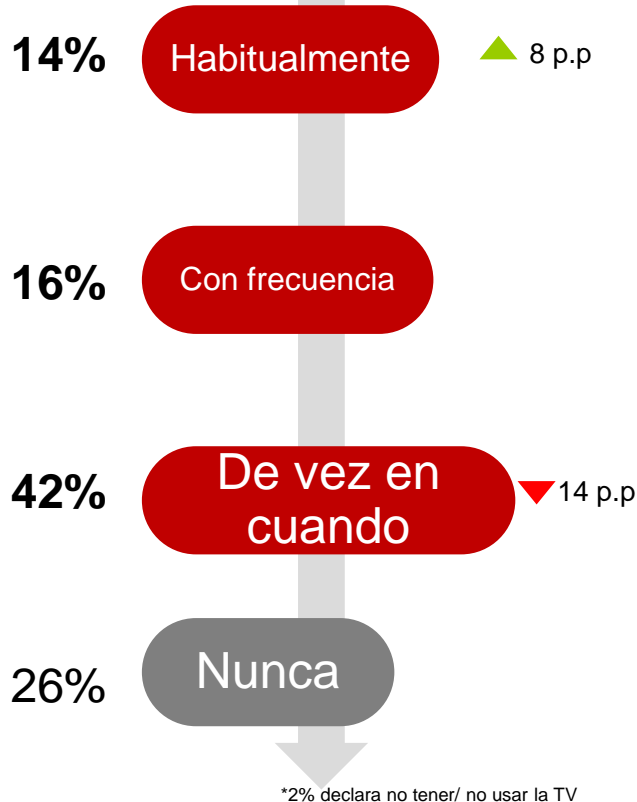 14% Habitualmente 8 p.p
16% Con frecuencia
42% De vez en
cuando 14 p.p
26% Nunca
*2% declara no tener/ no usar la TV